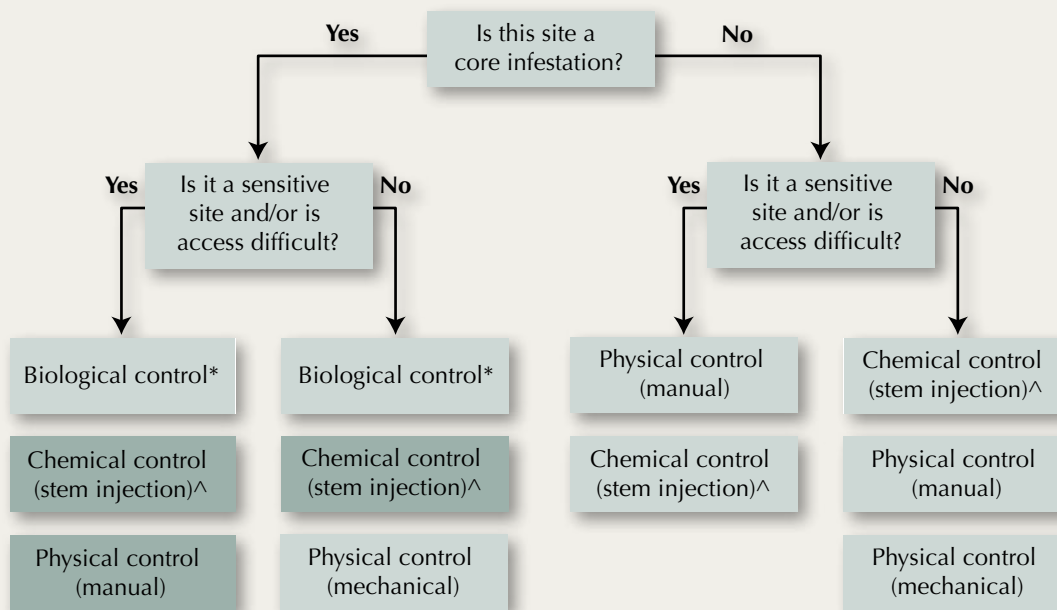 Yes
Is this site a
core infestation?
No
Yes
Is it a sensitive
site and/or is
access difficult?
No
Yes
Is it a sensitive
site and/or is
access difficult?
No
Biological control*
Biological control*
Physical control
(manual)
Chemical control
(stem injection)^
Chemical control
(stem injection)^
Chemical control
(stem injection)^
Chemical control
(stem injection)^
Physical control
(manual)
Physical control
(manual)
Physical control
(mechanical)
Physical control
(mechanical)